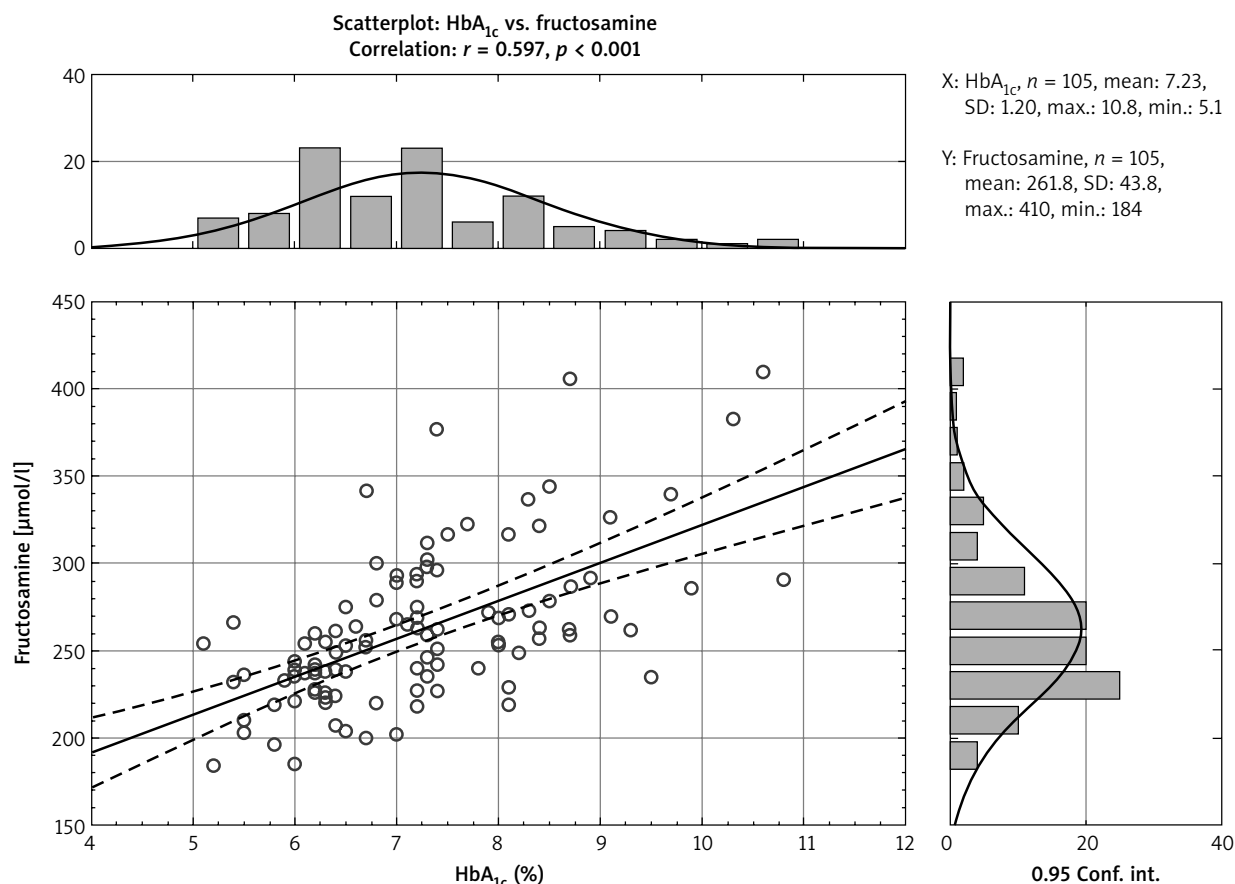 Scatterplot: HbA1c vs. fructosamine
Correlation: r = 0.597, p < 0.001
X: HbA1c, n = 105, mean: 7.23,
SD: 1.20, max.: 10.8, min.: 5.1
Y: Fructosamine, n = 105,
mean: 261.8, SD: 43.8,
max.: 410, min.: 184
40
20
0
450
400
350
300
250
200
150
Fructosamine [µmol/l]
4 5 6 7 8 9 10 11 12
HbA1c (%)
0 20 40
0.95 Conf. int.